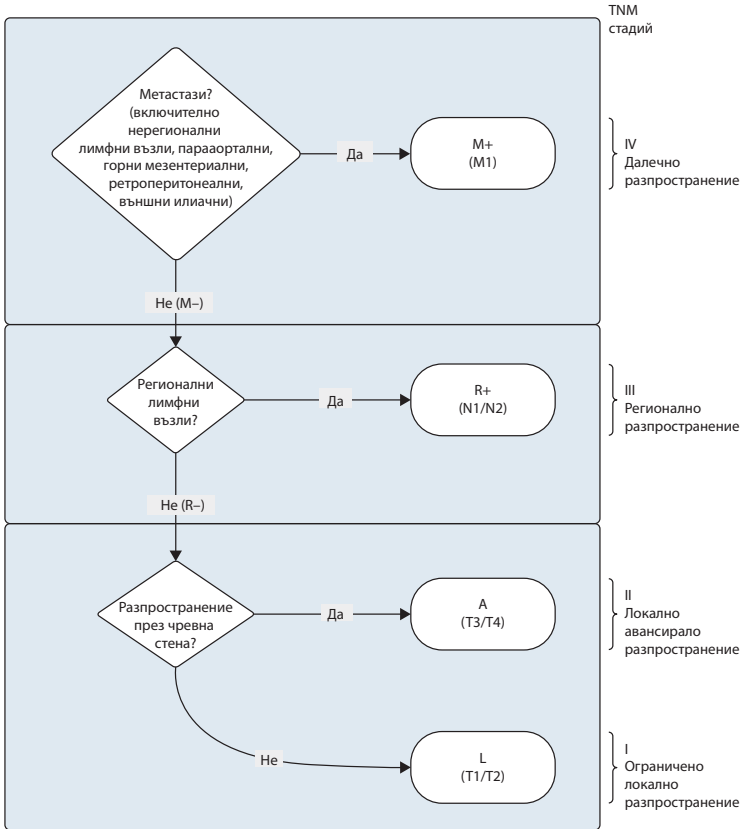 TNM
стадий
Метастази?
(включително
нерегионални
лимфни възли, парааортални,
горни мезентериални,
ретроперитонеални,
външни илиачни)
Да
M+
(M1)
IV
Далечно
разпространение
Не (M–)
Регионални
лимфни
възли?
Да
R+
(N1/N2)
III
Регионално
разпространение
Не (R–)
Разпространение
през чревна
стена?
Да
A
(T3/T4)
II
Локално
авансирало
разпространение
Не
L
(T1/T2)
I
Ограничено
локално
разпространение